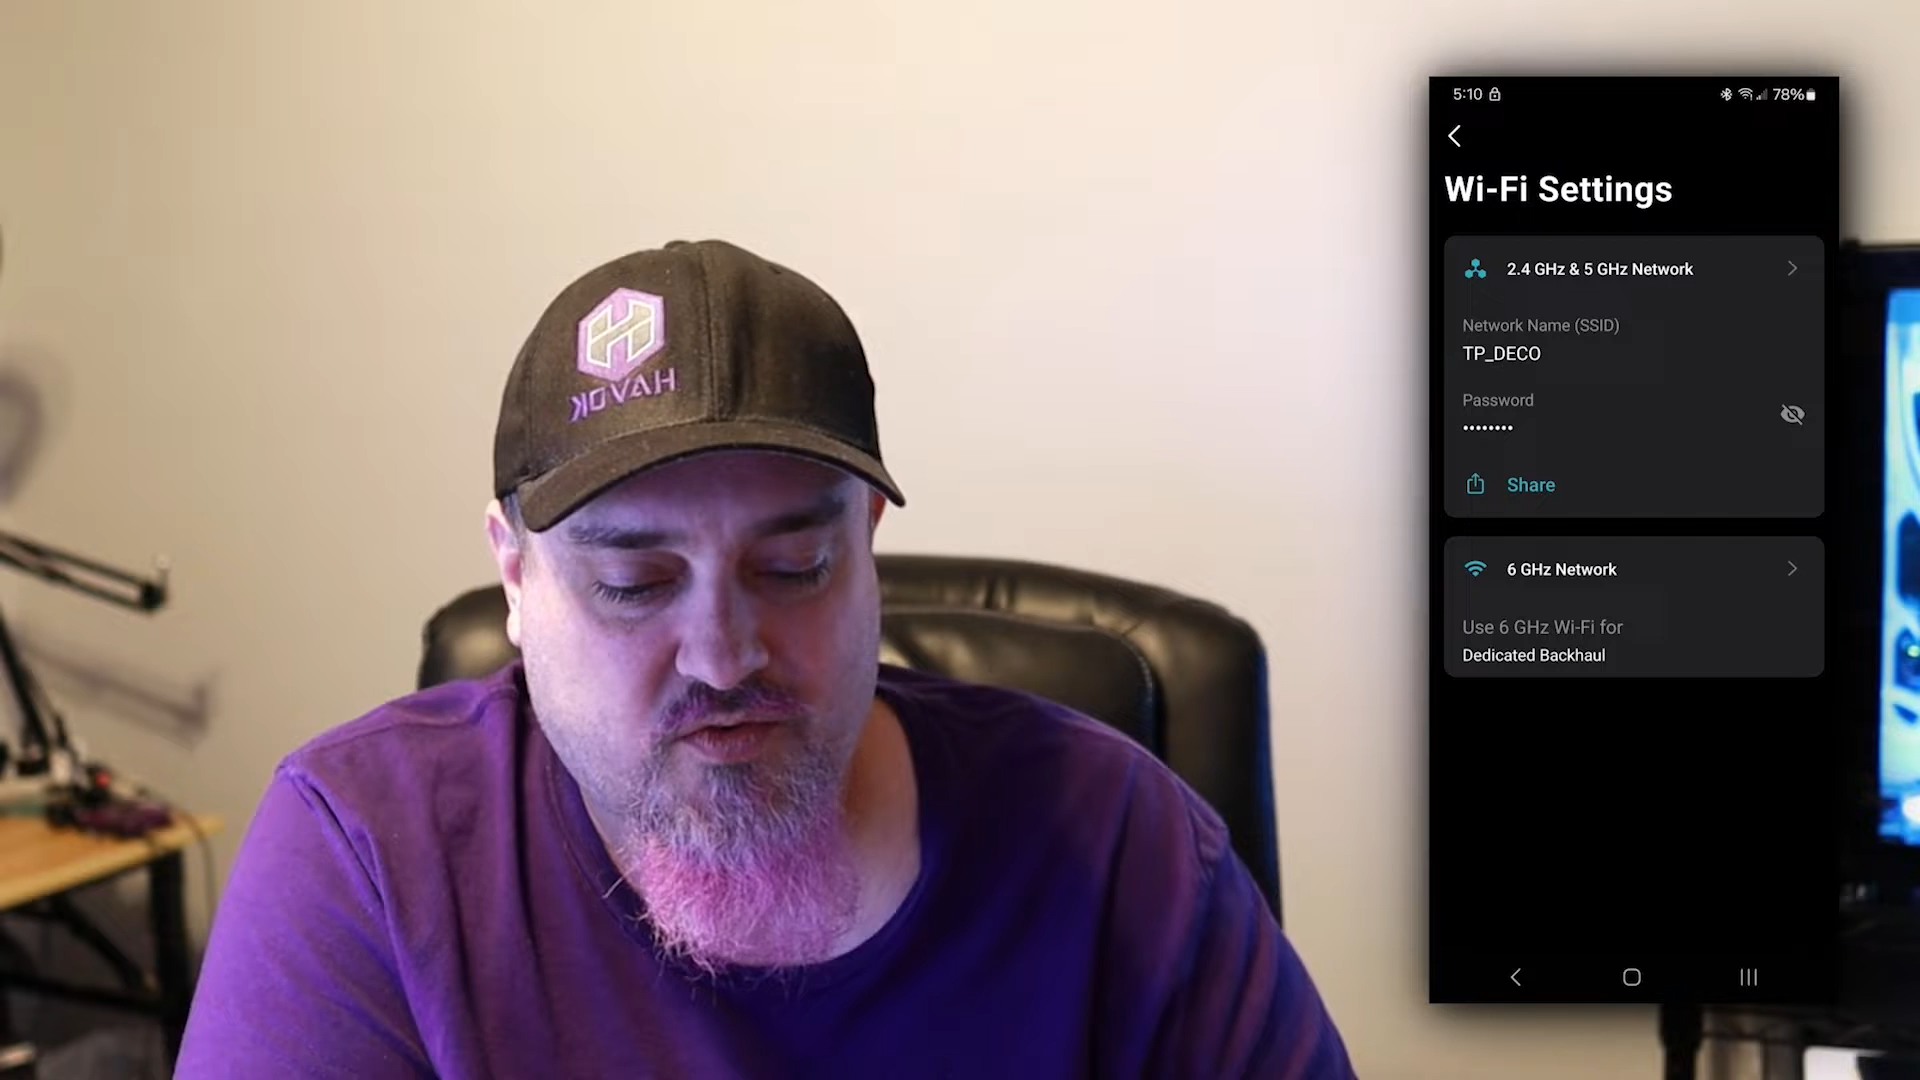 KOVAH
5:10
78%
Wi-Fi Settings
2.4 GHz & 5 GHz Network
Network Name (SSID)
TP_DECO
Password
••••••••
Share
6 GHz Network
Use 6 GHz Wi-Fi for
Dedicated Backhaul